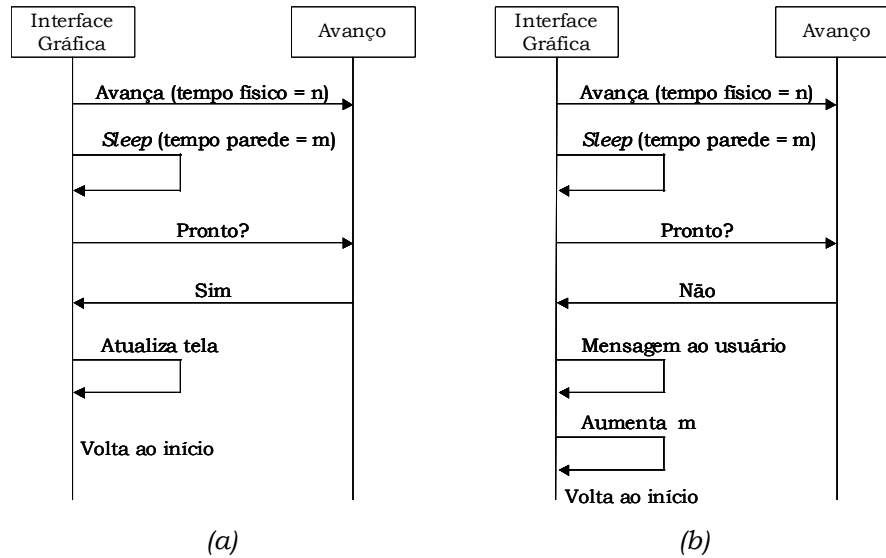 Interface
Gráfica
Avanço
Avança (tempo físico = n)
Sleep (tempo parede = m)
Pronto?
Sim
Atualiza tela
Volta ao início
(a)
Interface
Gráfica
Avanço
Avança (tempo físico = n)
Sleep (tempo parede = m)
Pronto?
Não
Mensagem ao usuário
Aumenta m
Volta ao início
(b)